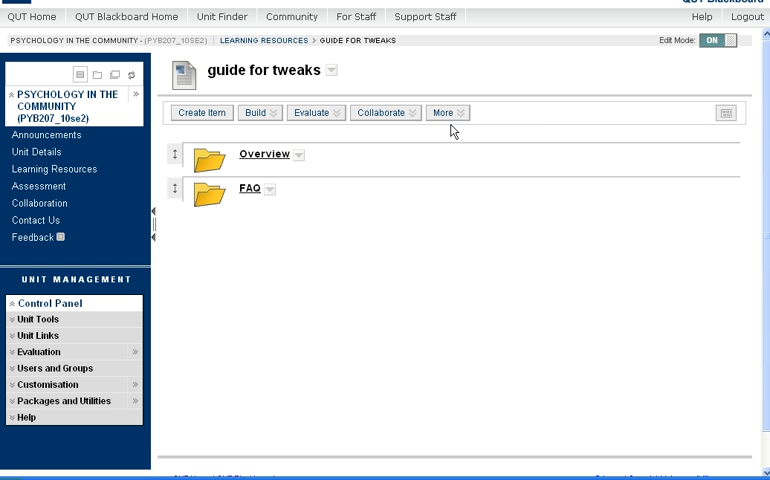 QUT Blackboard
QUT Home QUT Blackboard Home Unit Finder Community For Staff Support Staff Help Logout
PSYCHOLOGY IN THE COMMUNITY - (PYB207_10SE2) LEARNING RESOURCES > GUIDE FOR TWEAKS Edit Mode: ON
PSYCHOLOGY IN THE
COMMUNITY
(PYB207_10se2)
Announcements
Unit Details
Learning Resources
Assessment
Collaboration
Contact Us
Feedback
UNIT MANAGEMENT
Control Panel
Unit Tools
Unit Links
Evaluation
Users and Groups
Customisation
Packages and Utilities
Help
guide for tweaks
Create Item Build Evaluate Collaborate More
Overview
FAQ